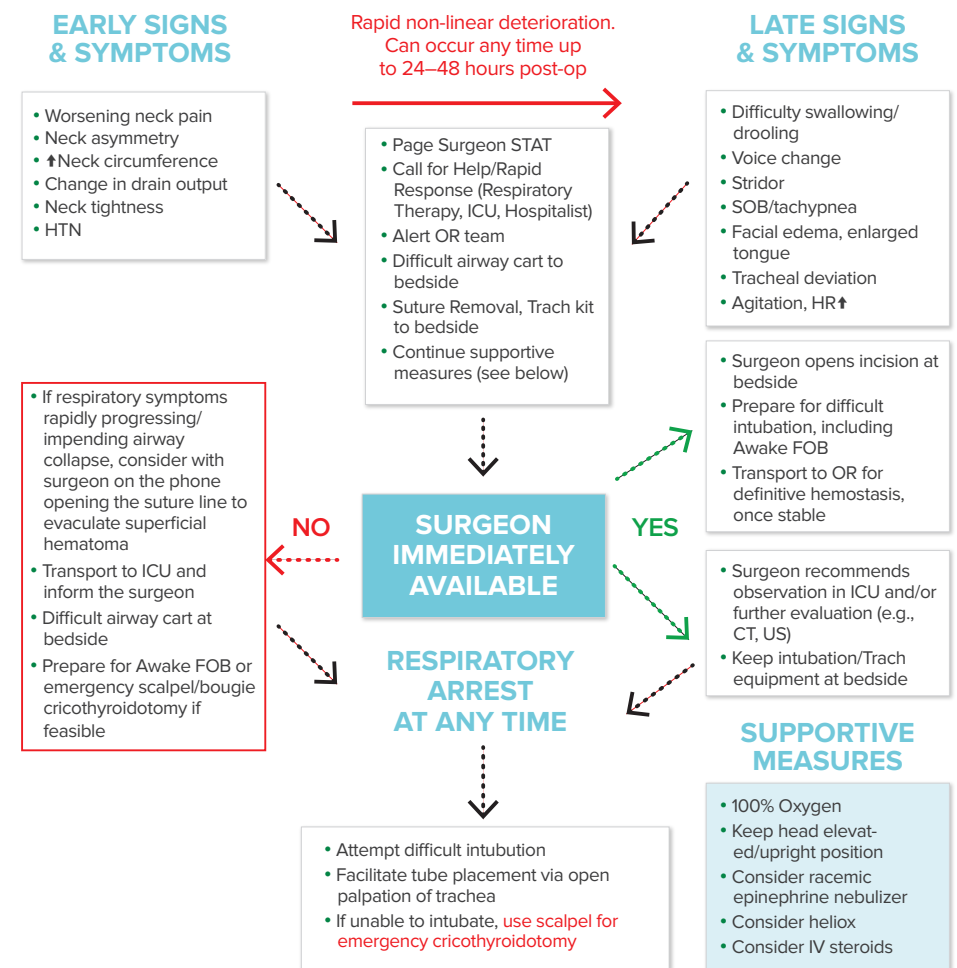 EARLY SIGNS
& SYMPTOMS
• Worsening neck pain
• Neck asymmetry
• ⬆Neck circumference
• Change in drain output
• Neck tightness
• HTN
Rapid non-linear deterioration.
Can occur any time up
to 24–48 hours post-op
LATE SIGNS
& SYMPTOMS
• Difficulty swallowing/
drooling
• Voice change
• Stridor
• SOB/tachypnea
• Facial edema, enlarged
tongue
• Tracheal deviation
• Agitation, HR⬆
• Page Surgeon STAT
• Call for Help/Rapid
Response (Respiratory
Therapy, ICU, Hospitalist)
• Alert OR team
• Difficult airway cart to
bedside
• Suture Removal, Trach kit
to bedside
• Continue supportive
measures (see below)
SURGEON
IMMEDIATELY
AVAILABLE
NO
• If respiratory symptoms
rapidly progressing/
impending airway
collapse, consider with
surgeon on the phone
opening the suture line to
evaculate superficial
hematoma
• Transport to ICU and
inform the surgeon
• Difficult airway cart at
bedside
• Prepare for Awake FOB or
emergency scalpel/bougie
cricothyroidotomy if
feasible
YES
• Surgeon opens incision at
bedside
• Prepare for difficult
intubation, including
Awake FOB
• Transport to OR for
definitive hemostasis,
once stable
• Surgeon recommends
observation in ICU and/or
further evaluation (e.g.,
CT, US)
• Keep intubation/Trach
equipment at bedside
RESPIRATORY
ARREST
AT ANY TIME
• Attempt difficult intubution
• Facilitate tube placement via open
palpation of trachea
• If unable to intubate, use scalpel for
emergency cricothyroidotomy
SUPPORTIVE
MEASURES
• 100% Oxygen
• Keep head elevat-
ed/upright position
• Consider racemic
epinephrine nebulizer
• Consider heliox
• Consider IV steroids